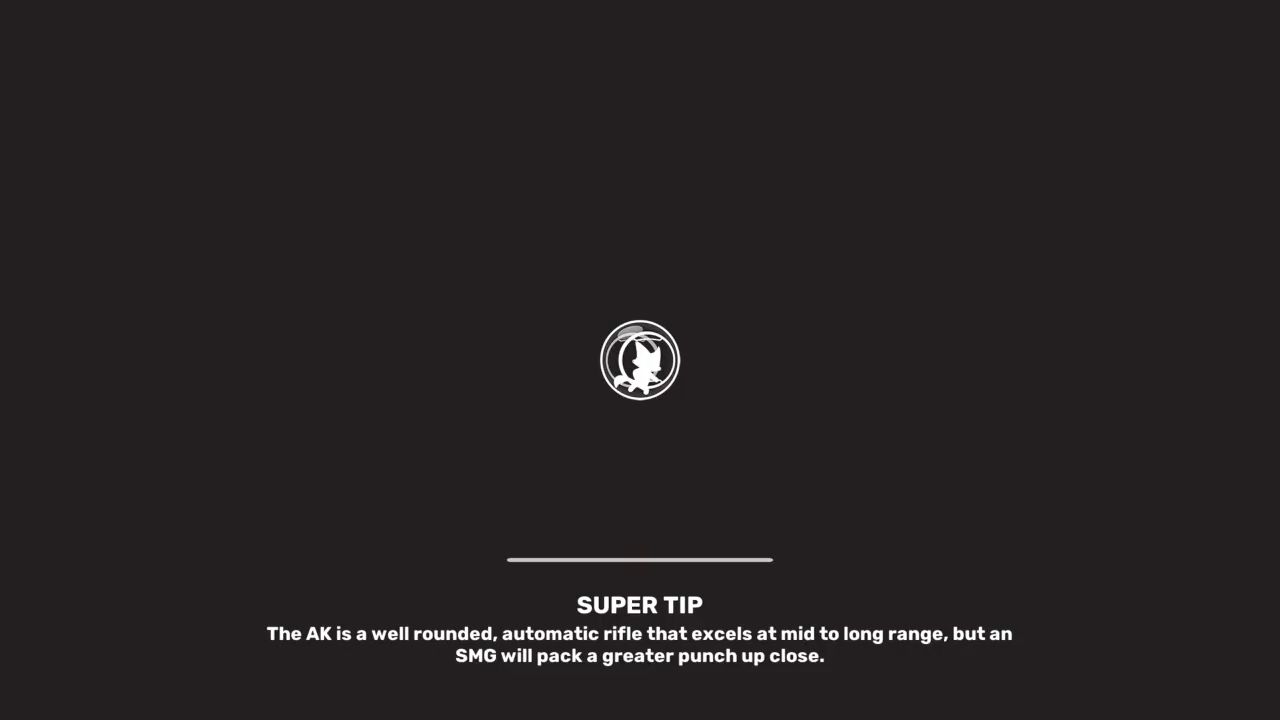 SUPER TIP
The AK is a well rounded, automatic rifle that excels at mid to long range, but an
SMG will pack a greater punch up close.